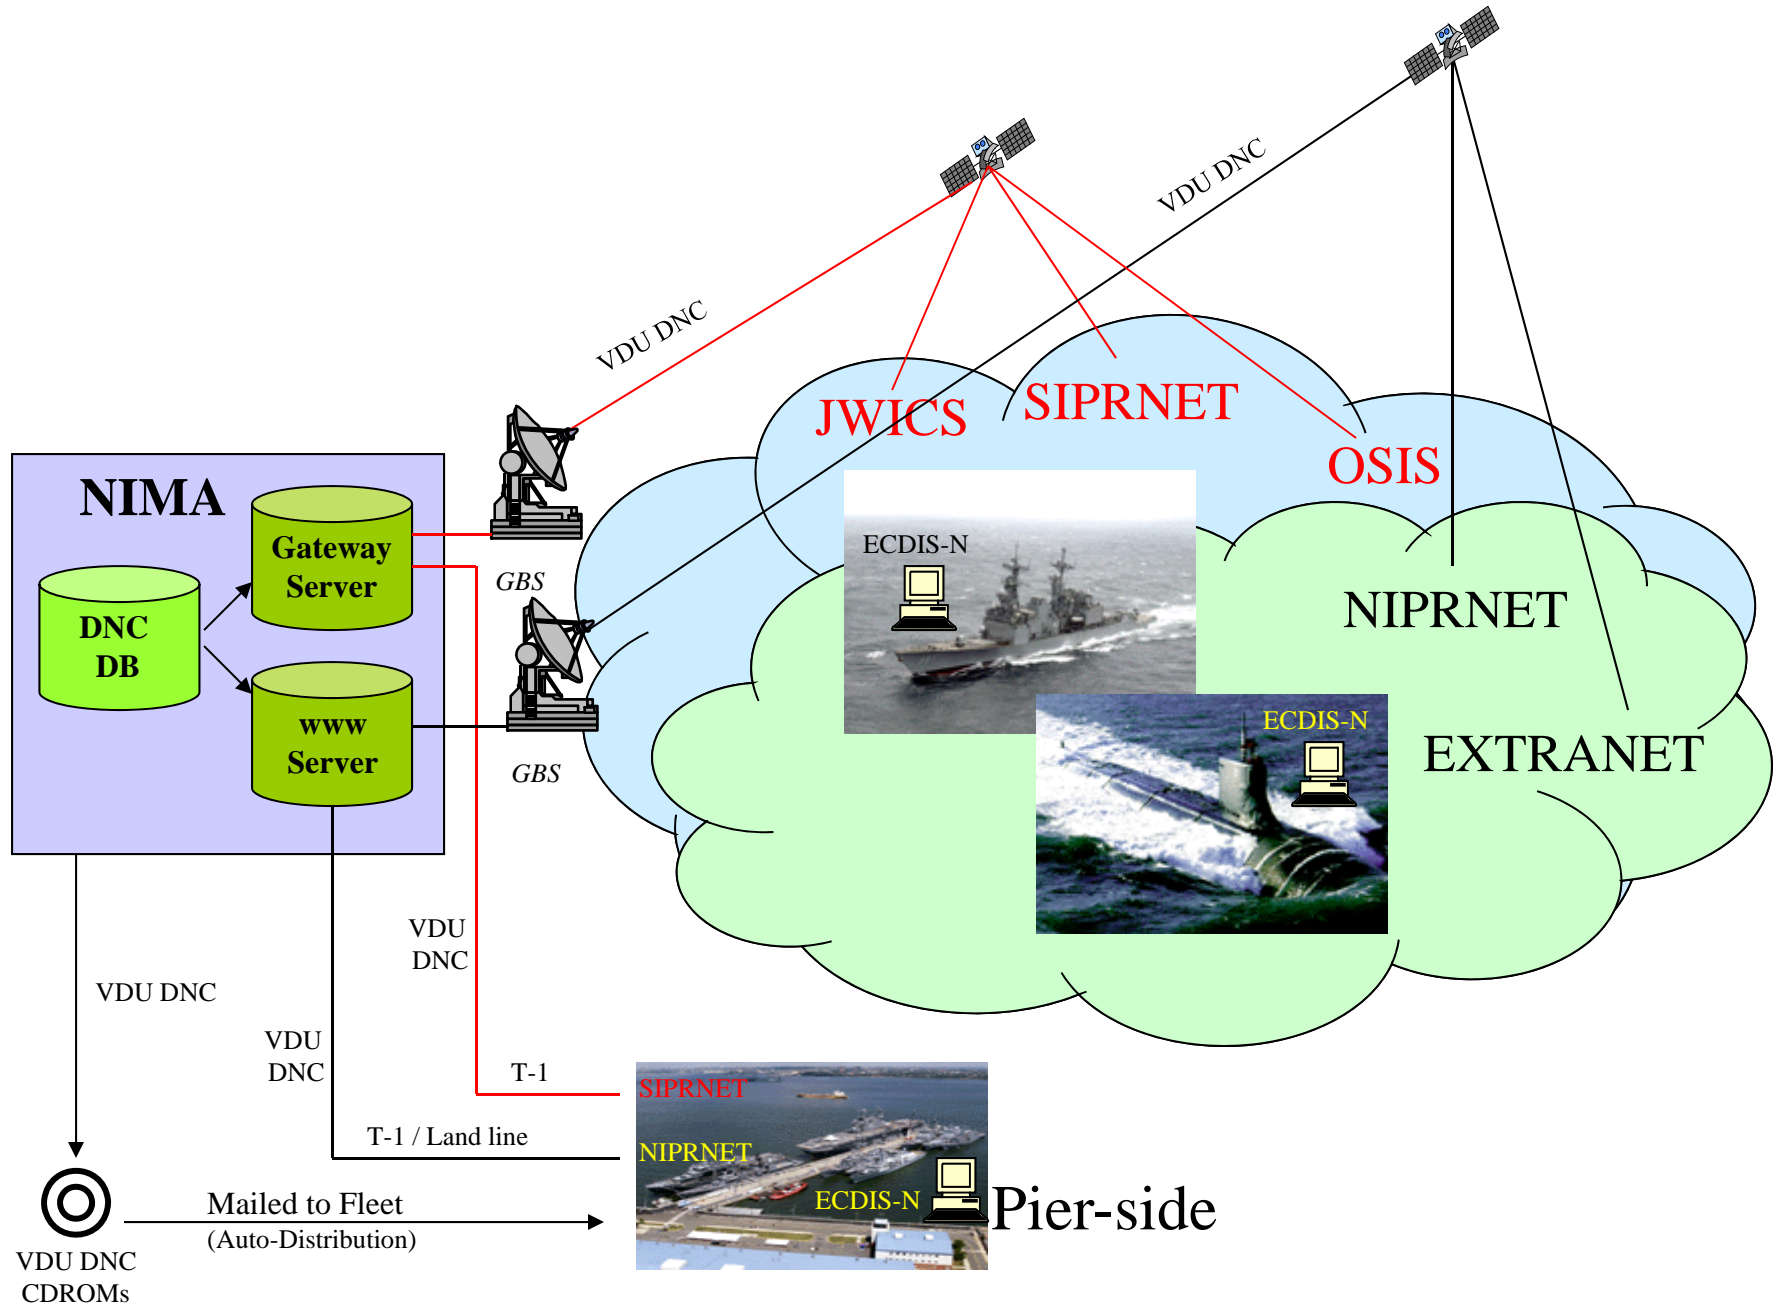 VDU DNC
VDU DNC
JWICS
SIPRNET
OSIS
NIMA
Gateway
Server
DNC
DB
www
Server
GBS
GBS
ECDIS-N
NIPRNET
ECDIS-N
EXTRANET
VDU
DNC
VDU DNC
VDU
DNC
T-1
SIPRNET
T-1 / Land line
NIPRNET
ECDIS-N
Pier-side
Mailed to Fleet
(Auto-Distribution)
VDU DNC
CDROMs